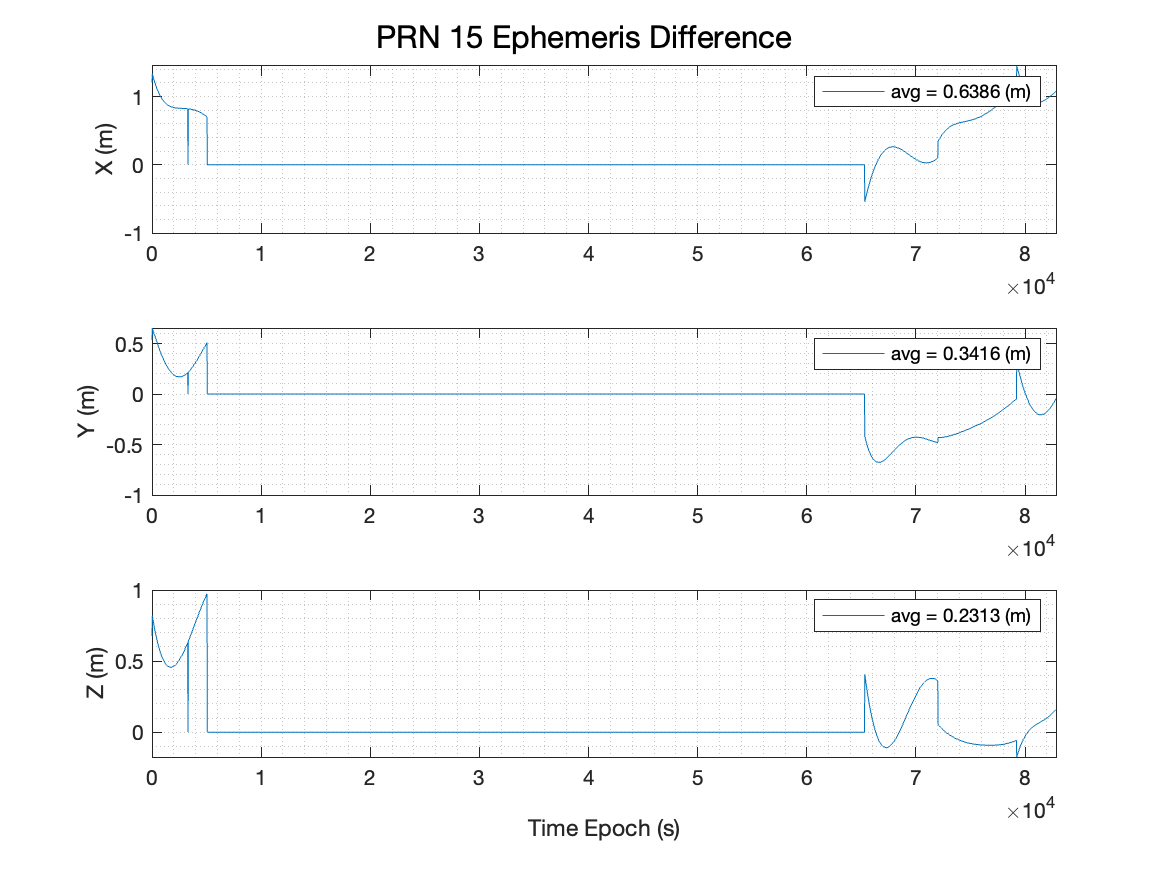 PRN 15 Ephemeris Difference
avg = 0.6386 (m)
X (m)
1
0
-1
0 1 2 3 4 5 6 7 8
×10^4
avg = 0.3416 (m)
Y (m)
0.5
0
-0.5
-1
0 1 2 3 4 5 6 7 8
×10^4
avg = 0.2313 (m)
Z (m)
1
0.5
0
0 1 2 3 4 5 6 7 8
×10^4
Time Epoch (s)